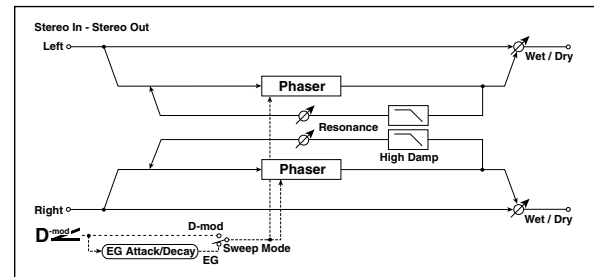 Stereo In - Stereo Out
Left
Wet / Dry
Phaser
Resonance
High Damp
Phaser
Right
Wet / Dry
D-mod
D-mod
Sweep Mode
EG Attack/Decay
EG